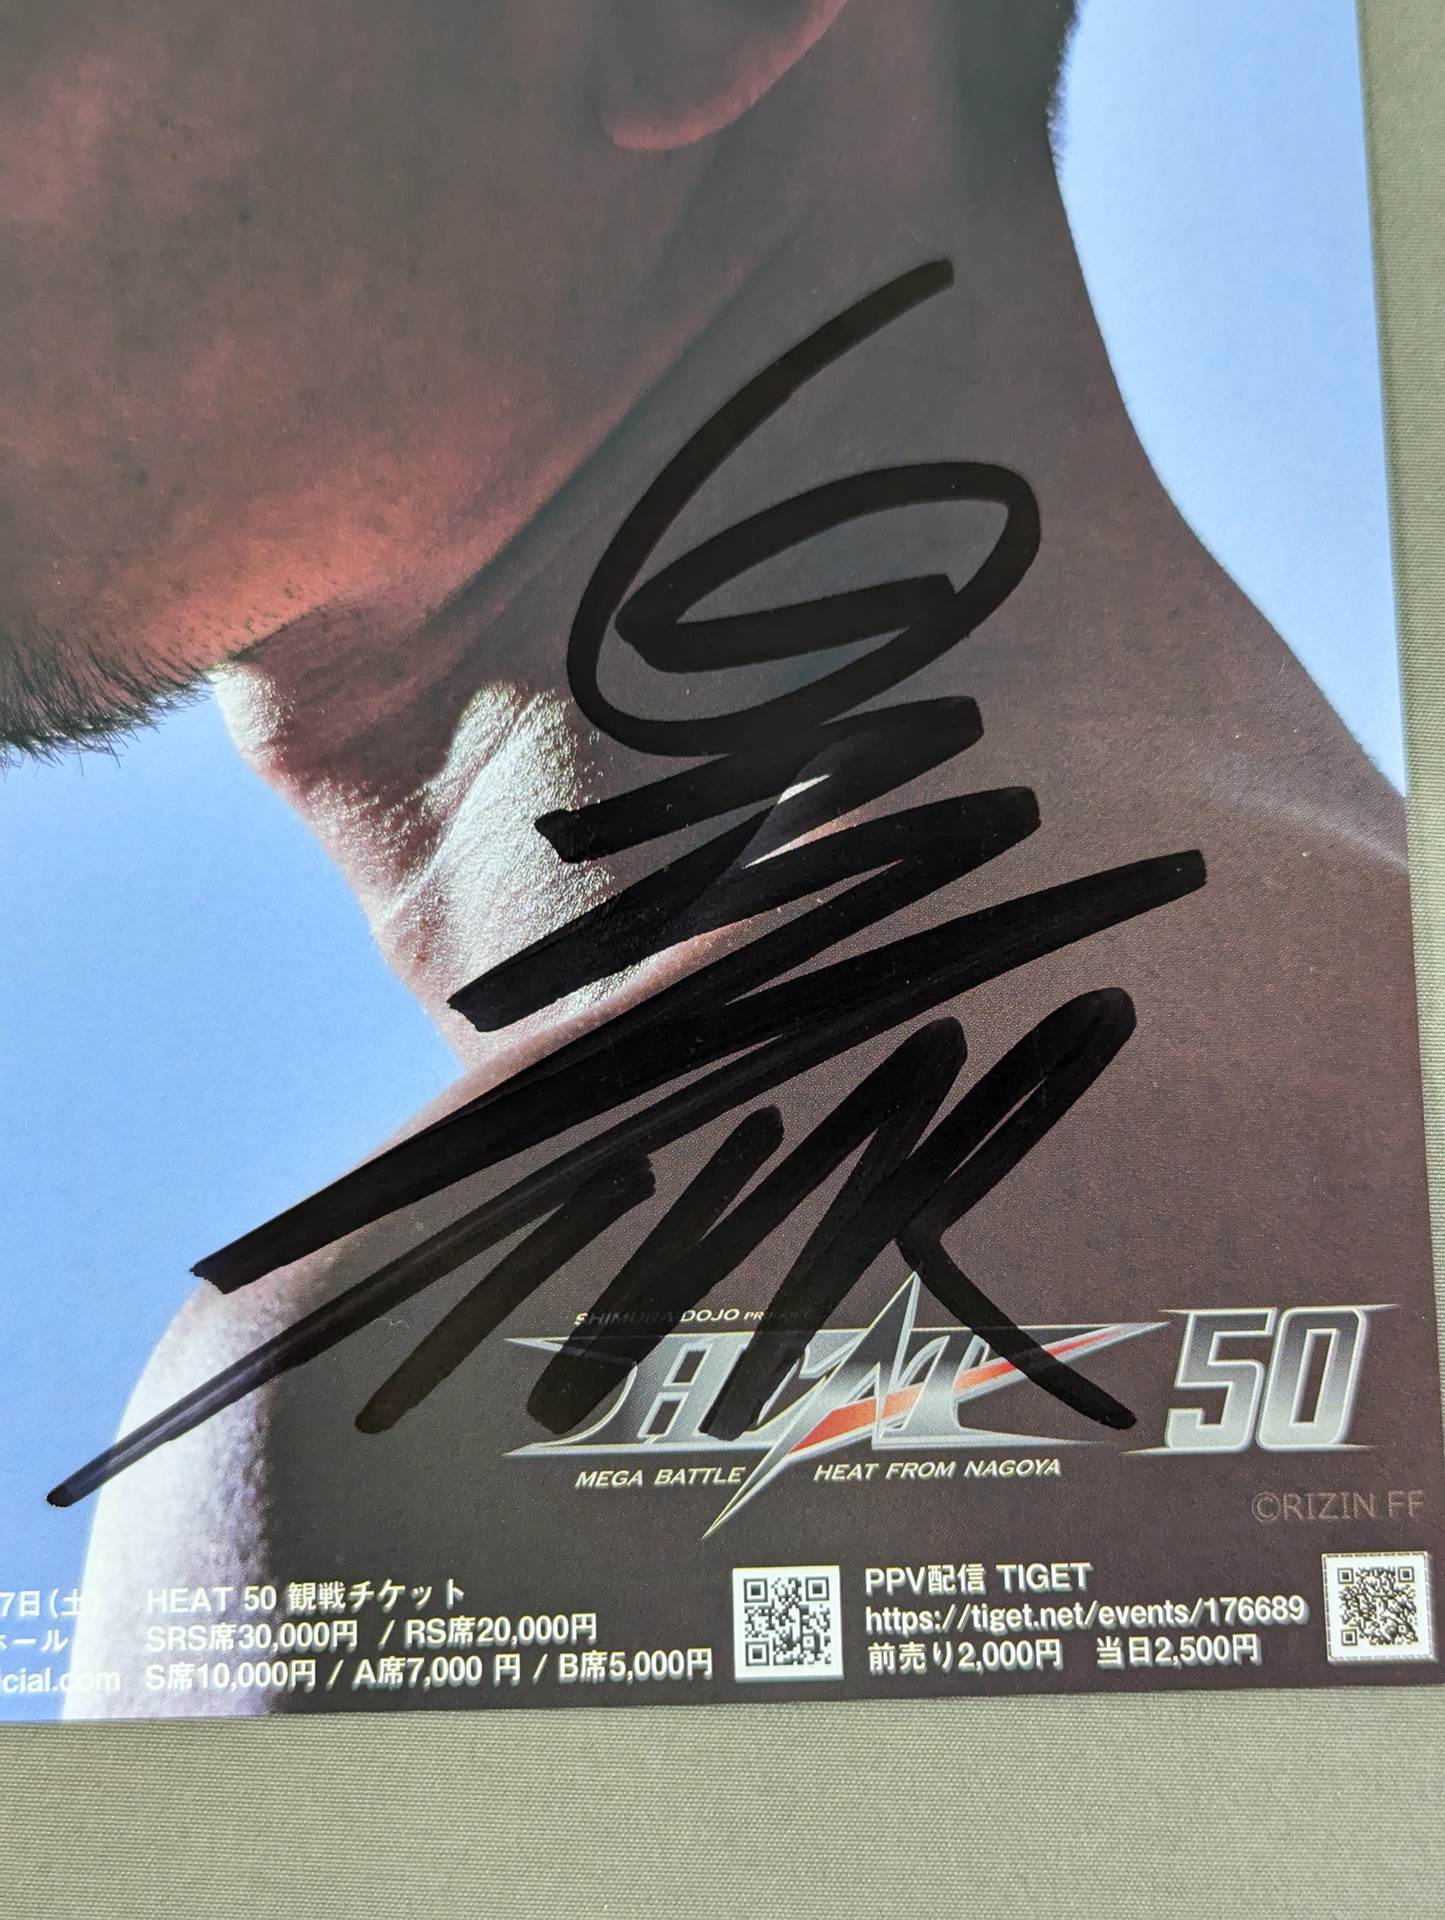 SHIMURA DOJO PROJECT
HEAT 50
MEGA BATTLE HEAT FROM NAGOYA
©RIZIN FF
7日(土)
ホール
cial.com
HEAT 50 観戦チケット
SRS席30,000円 / RS席20,000円
S席10,000円 / A席7,000 円 / B席5,000円
PPV配信 TIGET
https://tiget.net/events/176689
前売り2,000円 当日2,500円